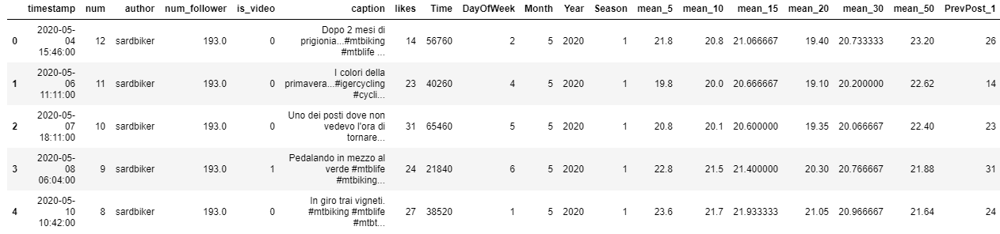 timestamp num author num_follower is_video caption likes Time DayOfWeek Month Year Season mean_5 mean_10 mean_15 mean_20 mean_30 mean_50 PrevPost_1
0 2020-05-04 15:46:00 12 sardbiker 193.0 0 Dopo 2 mesi di prigionia...#mtbiking #mtblife ... 14 56760 2 5 2020 1 21.8 20.8 21.066667 19.40 20.733333 23.20 26
1 2020-05-06 11:11:00 11 sardbiker 193.0 0 I colori della primavera...#igercycling #cycli... 23 40260 4 5 2020 1 19.8 20.0 20.666667 19.10 20.200000 22.62 14
2 2020-05-07 18:11:00 10 sardbiker 193.0 0 Uno dei posti dove non vedevo l'ora di tornare... 31 65460 5 5 2020 1 20.8 20.1 20.600000 19.35 20.066667 22.40 23
3 2020-05-08 06:04:00 9 sardbiker 193.0 1 Pedalando in mezzo al verde #mtblife #mtbiking... 24 21840 6 5 2020 1 22.8 21.5 21.400000 20.30 20.766667 21.88 31
4 2020-05-10 10:42:00 8 sardbiker 193.0 0 In giro trai vigneti. #mtbiking #mtblife #mtbt... 27 38520 1 5 2020 1 23.6 21.7 21.933333 21.05 20.966667 21.64 24